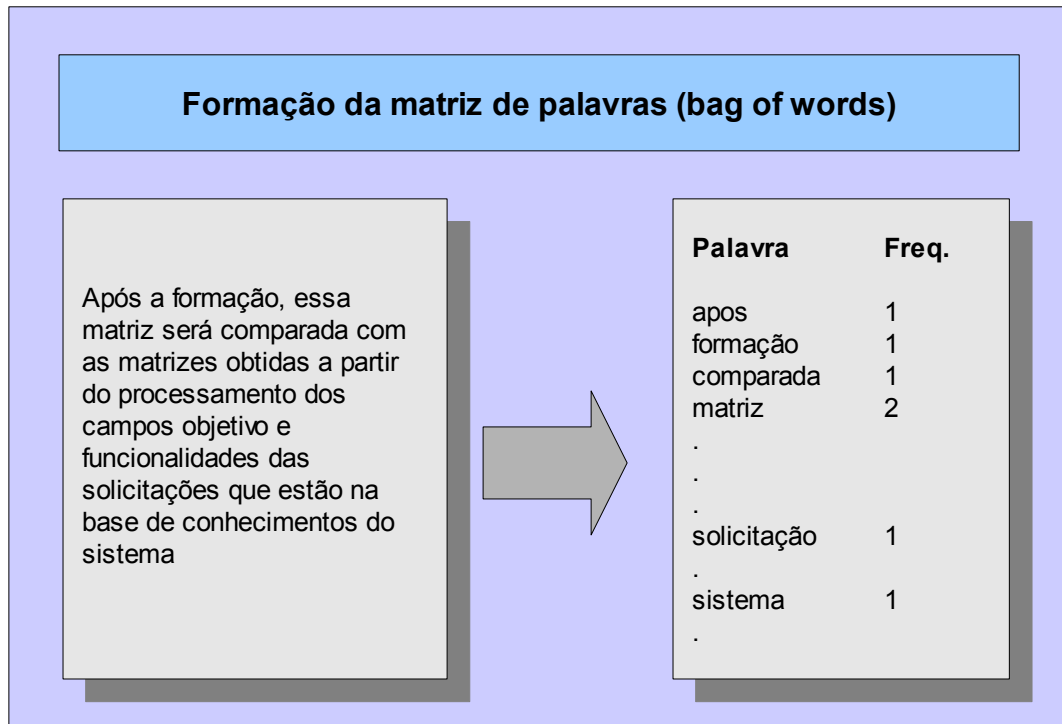 Formação da matriz de palavras (bag of words)
Após a formação, essa
matriz será comparada com
as matrizes obtidas a partir
do processamento dos
campos objetivo e
funcionalidades das
solicitações que estão na
base de conhecimentos do
sistema
Palavra Freq.
apos 1
formação 1
comparada 1
matriz 2
.
.
.
solicitação 1
.
sistema 1
.